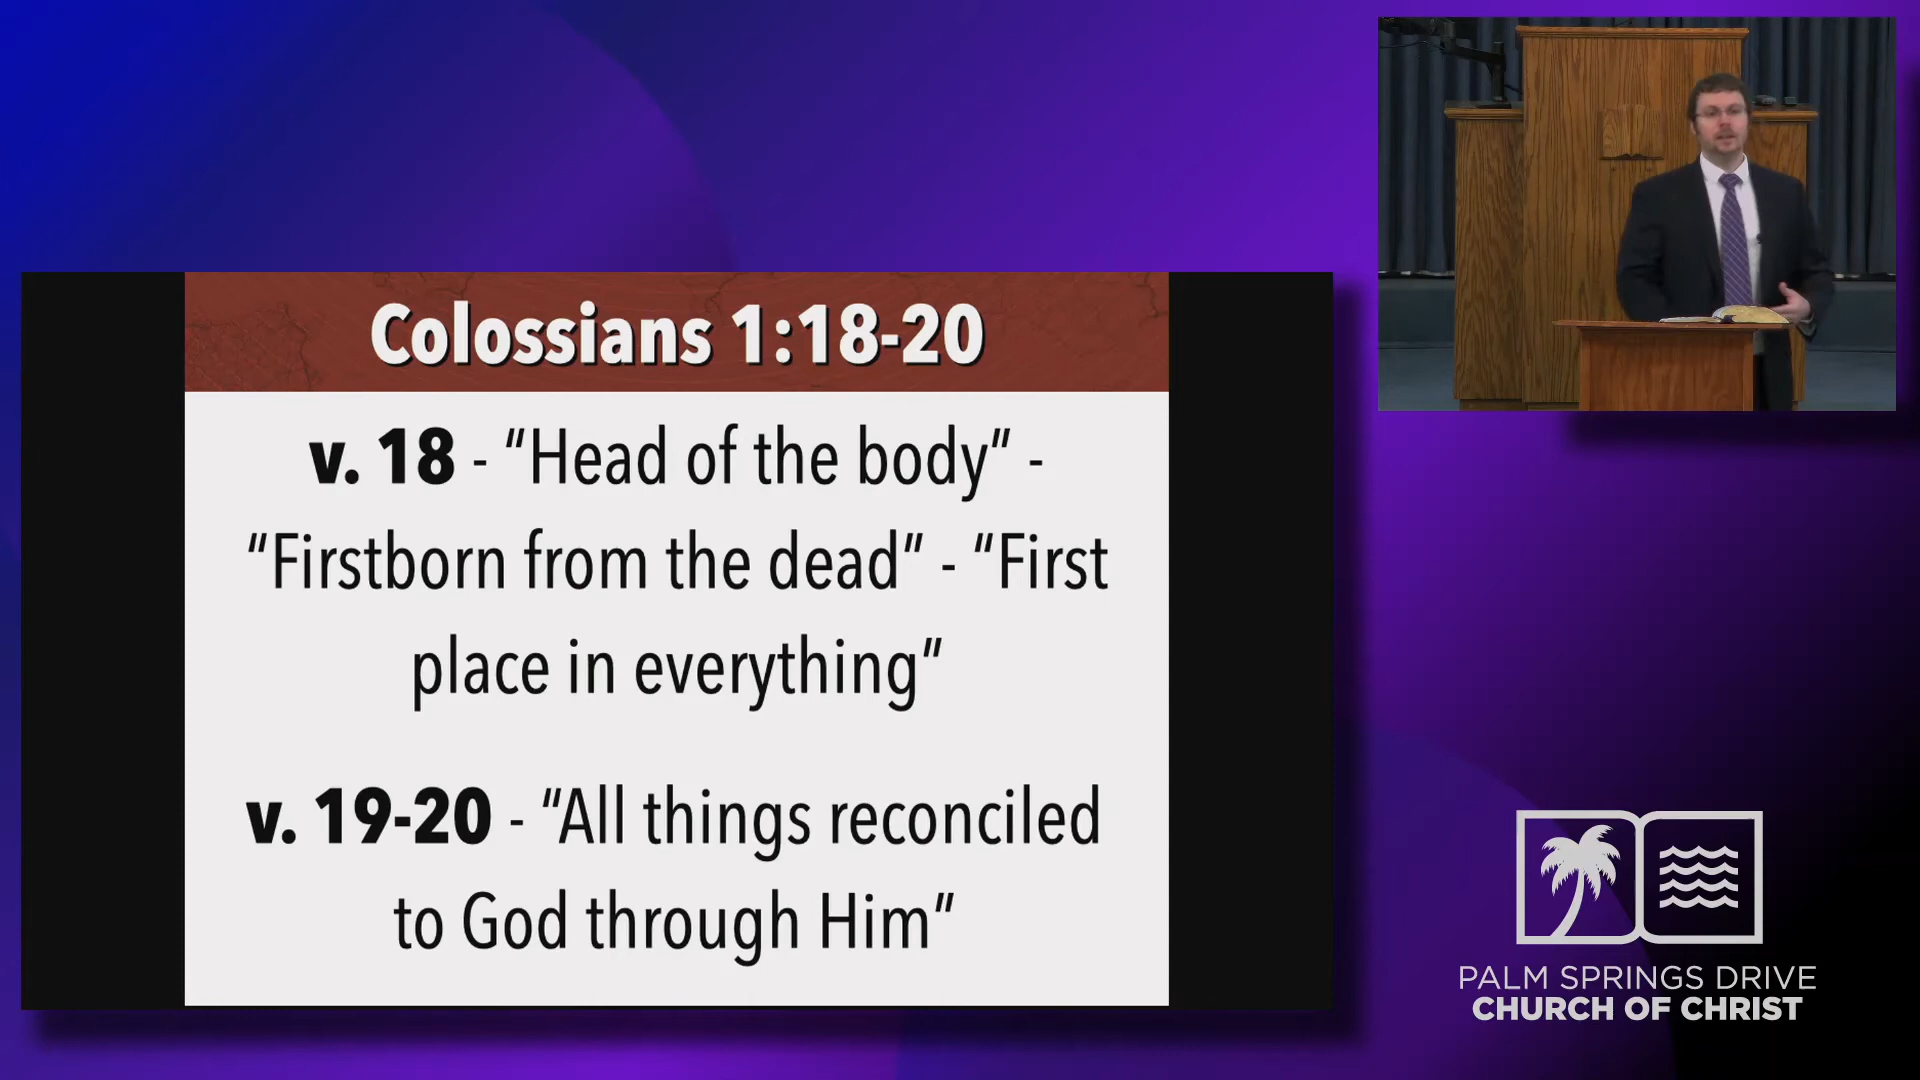 Colossians 1:18-20
v. 18 - “Head of the body” -
“Firstborn from the dead” - “First
place in everything”
v. 19-20 - “All things reconciled
to God through Him”
PALM SPRINGS DRIVE
CHURCH OF CHRIST